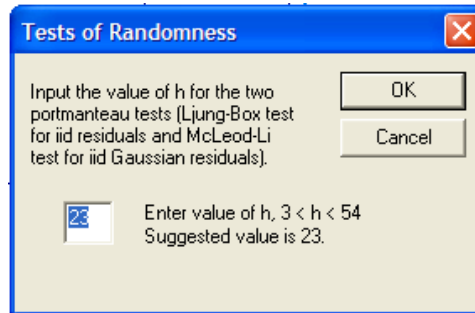 Tests of Randomness
Input the value of h for the two
portmanteau tests (Ljung-Box test
for iid residuals and McLeod-Li
test for iid Gaussian residuals).
OK
Cancel
23
Enter value of h, 3 < h < 54
Suggested value is 23.